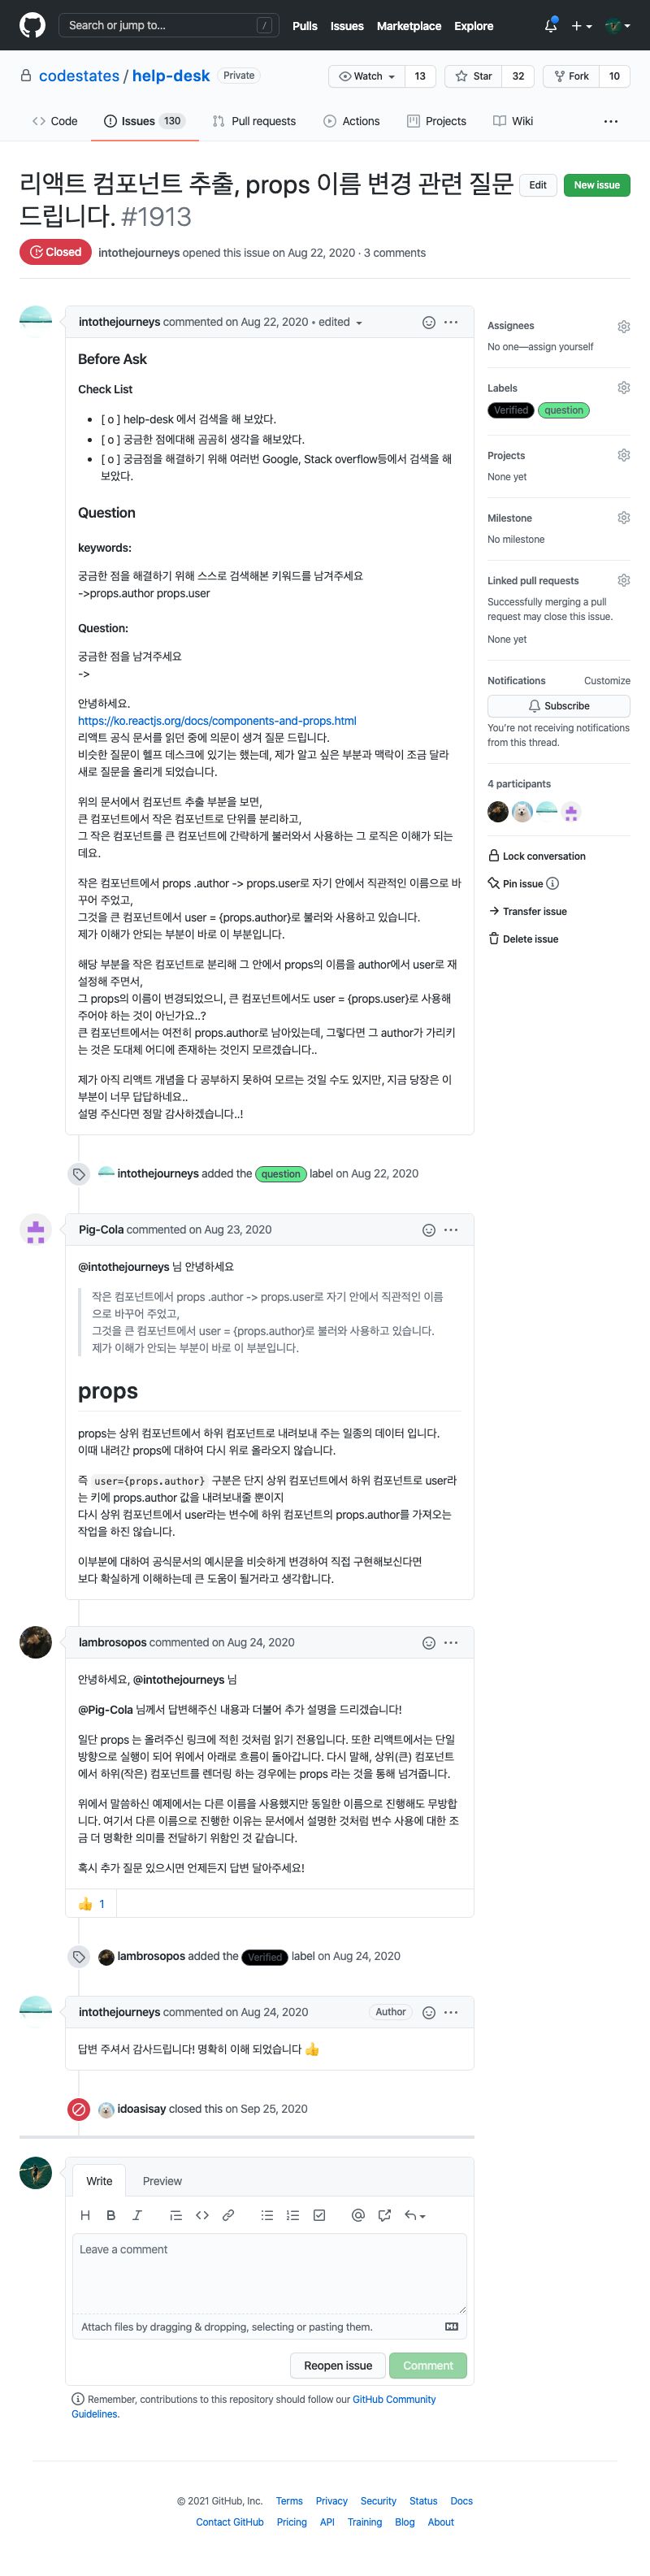 Search or jump to... /
Pulls Issues Marketplace Explore
codestates / help-desk Private
Watch 13 Star 32 Fork 10
Code Issues 130 Pull requests Actions Projects Wiki ...
리액트 컴포넌트 추출, props 이름 변경 관련 질문
드립니다. #1913
Edit New issue
Closed intothejourneys opened this issue on Aug 22, 2020 · 3 comments
intothejourneys commented on Aug 22, 2020 • edited
Before Ask
Check List
• [ o ] help-desk 에서 검색을 해 보았다.
• [ o ] 궁금한 점에대해 곰곰히 생각을 해보았다.
• [ o ] 궁금점을 해결하기 위해 여러번 Google, Stack overflow등에서 검색을 해
보았다.
Question
keywords:
궁금한 점을 해결하기 위해 스스로 검색해본 키워드를 남겨주세요
->props.author props.user
Question:
궁금한 점을 남겨주세요
->
안녕하세요.
https://ko.reactjs.org/docs/components-and-props.html
리액트 공식 문서를 읽던 중에 의문이 생겨 질문 드립니다.
비슷한 질문이 헬프 데스크에 있기는 했는데, 제가 알고 싶은 부분과 맥락이 조금 달라
새로 질문을 올리게 되었습니다.
위의 문서에서 컴포넌트 추출 부분을 보면,
큰 컴포넌트에서 작은 컴포넌트로 단위를 분리하고,
그 작은 컴포넌트를 큰 컴포넌트에 간략하게 불러와서 사용하는 그 로직은 이해가 되는
데요.
작은 컴포넌트에서 props .author -> props.user로 자기 안에서 직관적인 이름으로 바
꾸어 주었고,
그것을 큰 컴포넌트에서 user = {props.author}로 불러와 사용하고 있습니다.
제가 이해가 안되는 부분이 바로 이 부분입니다.
해당 부분을 작은 컴포넌트로 분리해 그 안에서 props의 이름을 author에서 user로 재
설정해 주면서,
그 props의 이름이 변경되었으니, 큰 컴포넌트에서도 user = {props.user}로 사용해
주어야 하는 것이 아닌가요..?
큰 컴포넌트에서는 여전히 props.author로 남아있는데, 그렇다면 그 author가 가리키
는 것은 도대체 어디에 존재하는 것인지 모르겠습니다..
제가 아직 리액트 개념을 다 공부하지 못하여 모르는 것일 수도 있지만, 지금 당장은 이
부분이 너무 답답하네요..
설명 주신다면 정말 감사하겠습니다..!
Assignees
No one—assign yourself
Labels
Verified question
Projects
None yet
Milestone
No milestone
Linked pull requests
Successfully merging a pull
request may close this issue.
None yet
Notifications Customize
Subscribe
You're not receiving notifications
from this thread.
4 participants
Lock conversation
Pin issue
Transfer issue
Delete issue
intothejourneys added the question label on Aug 22, 2020
Pig-Cola commented on Aug 23, 2020
@intothejourneys 님 안녕하세요
작은 컴포넌트에서 props .author -> props.user로 자기 안에서 직관적인 이름
으로 바꾸어 주었고,
그것을 큰 컴포넌트에서 user = {props.author}로 불러와 사용하고 있습니다.
제가 이해가 안되는 부분이 바로 이 부분입니다.
props
props는 상위 컴포넌트에서 하위 컴포넌트로 내려보내 주는 일종의 데이터 입니다.
이때 내려간 props에 대하여 다시 위로 올라오지 않습니다.
즉 user={props.author} 구분은 단지 상위 컴포넌트에서 하위 컴포넌트로 user라
는 키에 props.author 값을 내려보내줄 뿐이지
다시 상위 컴포넌트에서 user라는 변수에 하위 컴포넌트의 props.author를 가져오는
작업을 하진 않습니다.
이부분에 대하여 공식문서의 예시문을 비슷하게 변경하여 직접 구현해보신다면
보다 확실하게 이해하는데 큰 도움이 될거라고 생각합니다.
lambrosopos commented on Aug 24, 2020
안녕하세요, @intothejourneys 님
@Pig-Cola 님께서 답변해주신 내용과 더불어 추가 설명을 드리겠습니다!
일단 props 는 올려주신 링크에 적힌 것처럼 읽기 전용입니다. 또한 리액트에서는 단일
방향으로 실행이 되어 위에서 아래로 흐름이 돌아갑니다. 다시 말해, 상위(큰) 컴포넌트
에서 하위(작은) 컴포넌트를 렌더링 하는 경우에는 props 라는 것을 통해 넘겨줍니다.
위에서 말씀하신 예제에서는 다른 이름을 사용했지만 동일한 이름으로 진행해도 무방합
니다. 여기서 다른 이름으로 진행한 이유는 문서에서 설명한 것처럼 변수 사용에 대한 조
금 더 명확한 의미를 전달하기 위함인 것 같습니다.
혹시 추가 질문 있으시면 언제든지 답변 달아주세요!
👍 1
lambrosopos added the Verified label on Aug 24, 2020
intothejourneys commented on Aug 24, 2020 Author
답변 주셔서 감사드립니다! 명확히 이해 되었습니다 👍
idoasisay closed this on Sep 25, 2020
Write Preview
Leave a comment
Attach files by dragging & dropping, selecting or pasting them.
Reopen issue Comment
Remember, contributions to this repository should follow our GitHub Community
Guidelines.
© 2021 GitHub, Inc. Terms Privacy Security Status Docs
Contact GitHub Pricing API Training Blog About